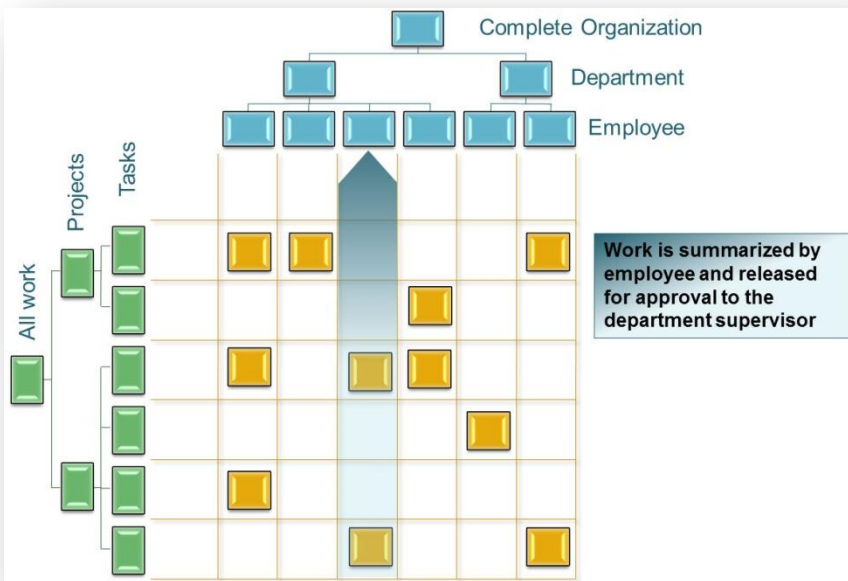 Complete Organization
Department
Employee
Tasks
Projects
All work
Work is summarized by
employee and released
for approval to the
department supervisor